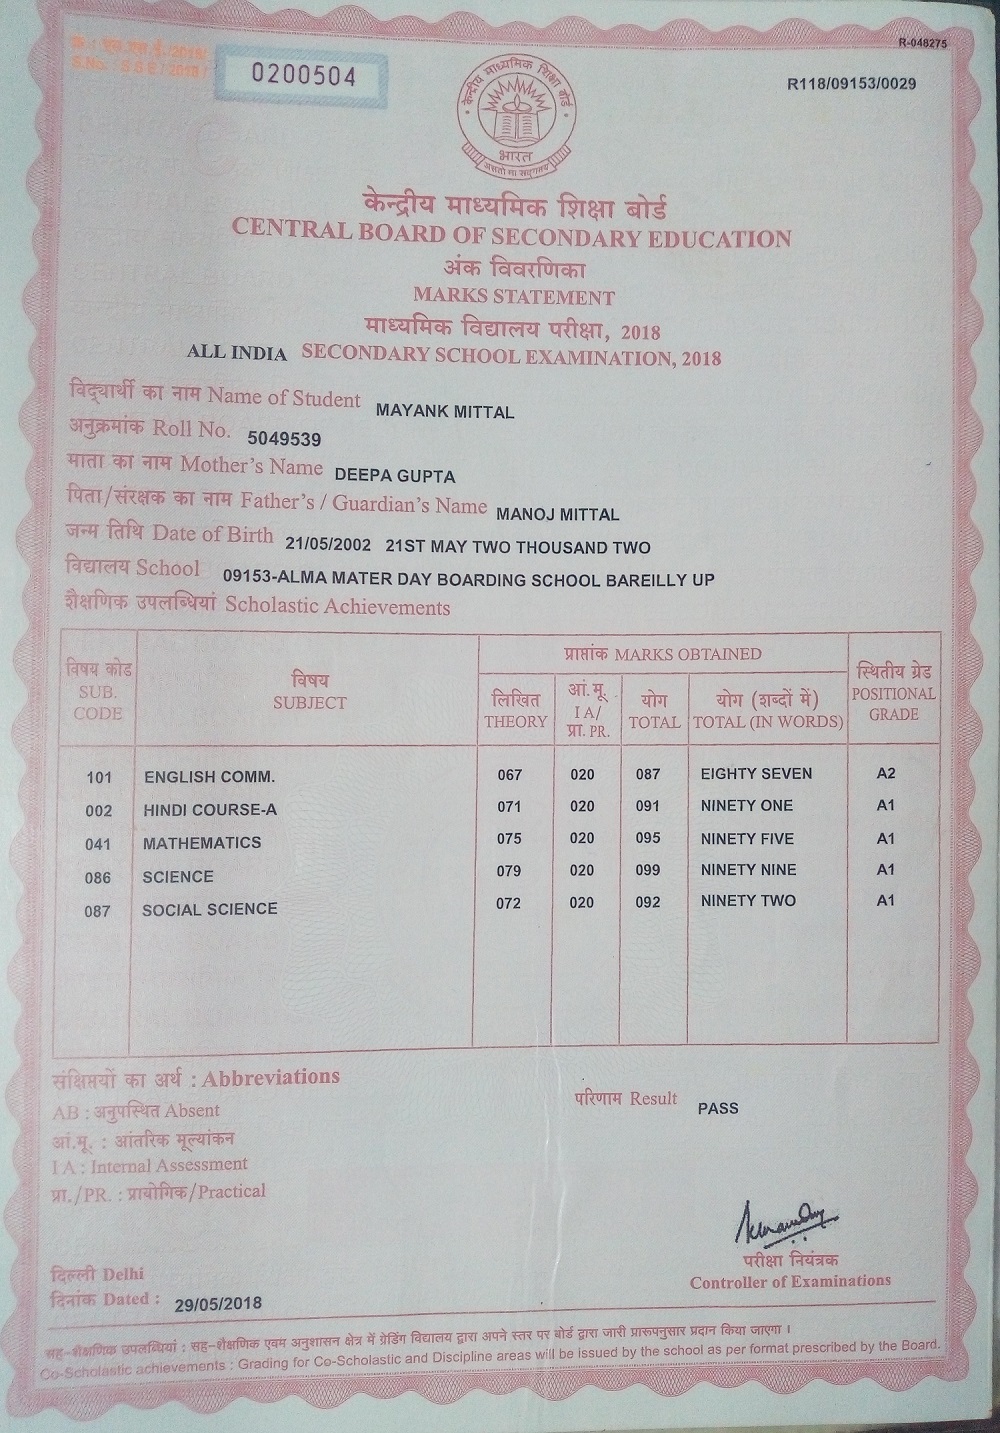 R-048275
क्र.: एस.एस.ई./2018/
S.No. : S S E / 2018 /
0200504
R118/09153/0029
केन्द्रीय माध्यमिक शिक्षा बोर्ड
भारत
असतो मा सद्गमय
केन्द्रीय माध्यमिक शिक्षा बोर्ड
CENTRAL BOARD OF SECONDARY EDUCATION
अंक विवरणिका
MARKS STATEMENT
माध्यमिक विद्यालय परीक्षा, 2018
ALL INDIA SECONDARY SCHOOL EXAMINATION, 2018
विद्यार्थी का नाम Name of Student MAYANK MITTAL
अनुक्रमांक Roll No. 5049539
माता का नाम Mother's Name DEEPA GUPTA
पिता/संरक्षक का नाम Father's / Guardian's Name MANOJ MITTAL
जन्म तिथि Date of Birth 21/05/2002 21ST MAY TWO THOUSAND TWO
विद्यालय School 09153-ALMA MATER DAY BOARDING SCHOOL BAREILLY UP
शैक्षणिक उपलब्धियां Scholastic Achievements
विषय कोड
SUB.
CODE
विषय
SUBJECT
प्राप्तांक MARKS OBTAINED
लिखित
THEORY
आं.मू.
I A/
प्रा. PR.
योग
TOTAL
योग (शब्दों में)
TOTAL (IN WORDS)
स्थितीय ग्रेड
POSITIONAL
GRADE
101 ENGLISH COMM. 067 020 087 EIGHTY SEVEN A2
002 HINDI COURSE-A 071 020 091 NINETY ONE A1
041 MATHEMATICS 075 020 095 NINETY FIVE A1
086 SCIENCE 079 020 099 NINETY NINE A1
087 SOCIAL SCIENCE 072 020 092 NINETY TWO A1
संक्षिप्तियों का अर्थ : Abbreviations
AB : अनुपस्थित Absent
आं.मू. : आंतरिक मूल्यांकन
I A : Internal Assessment
प्रा./PR. : प्रायोगिक/Practical
परिणाम Result PASS
परीक्षा नियंत्रक
Controller of Examinations
दिल्ली Delhi
दिनांक Dated : 29/05/2018
सह-शैक्षणिक उपलब्धियां : सह-शैक्षणिक एवम अनुशासन क्षेत्र में ग्रेडिंग विद्यालय द्वारा अपने स्तर पर बोर्ड द्वारा जारी प्रारूपनुसार प्रदान किया जाएगा ।
Co-Scholastic achievements : Grading for Co-Scholastic and Discipline areas will be issued by the school as per format prescribed by the Board.